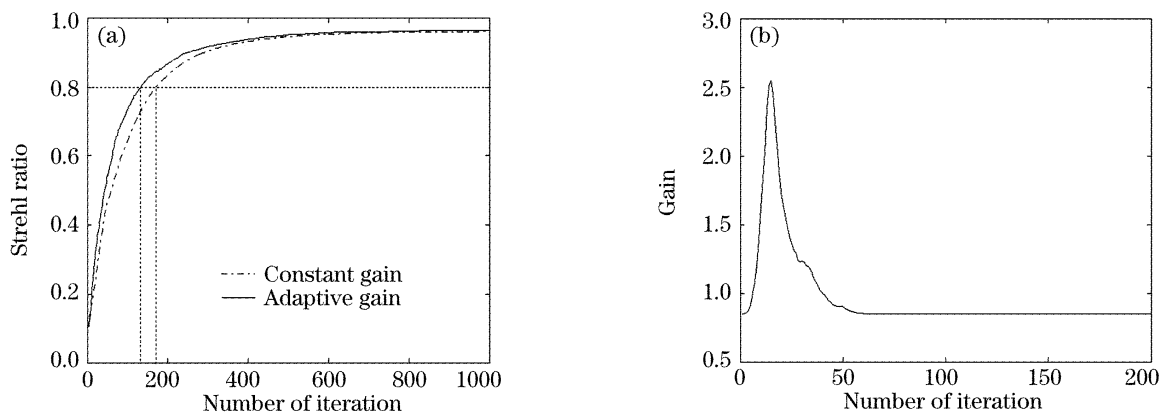 (a)
1.0
0.8
0.6
0.4
0.2
0.0
Strehl ratio
Constant gain
Adaptive gain
0
200
400
600
800
1000
Number of iteration
(b)
3.0
2.5
2.0
1.5
1.0
0.5
Gain
0
50
100
150
200
Number of iteration